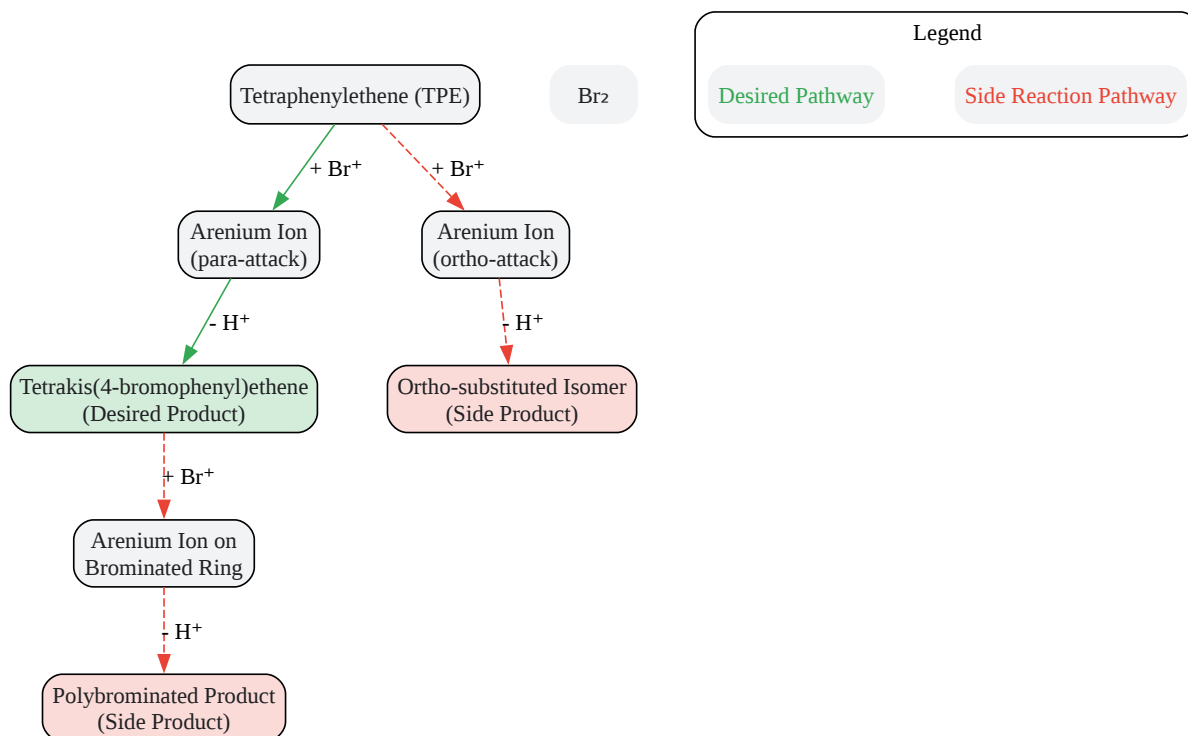 Legend
Tetraphenylethene (TPE)
Br₂
Desired Pathway
Side Reaction Pathway
+ Br⁺
+ Br⁺
Arenium Ion
(para-attack)
Arenium Ion
(ortho-attack)
- H⁺
- H⁺
Tetrakis(4-bromophenyl)ethene
(Desired Product)
Ortho-substituted Isomer
(Side Product)
+ Br⁺
Arenium Ion on
Brominated Ring
- H⁺
Polybrominated Product
(Side Product)